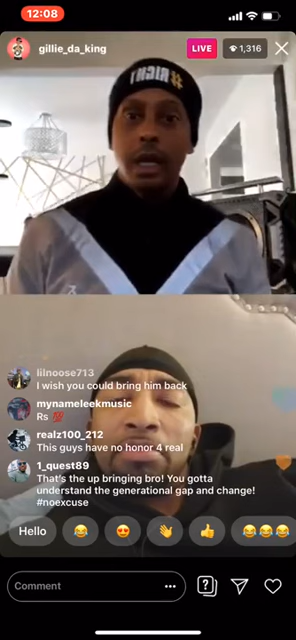 12:08
gillie_da_king
LIVE
1,316
lilnoose713
I wish you could bring him back
mynameleekmusic
Rs 💯
realz100_212
This guys have no honor 4 real
1_quest89
That's the up bringing bro! You gotta
understand the generational gap and change!
#noexcuse
Hello
Comment